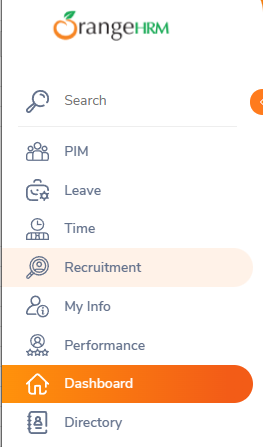 OrangeHRM
Search
PIM
Leave
Time
Recruitment
My Info
Performance
Dashboard
Directory